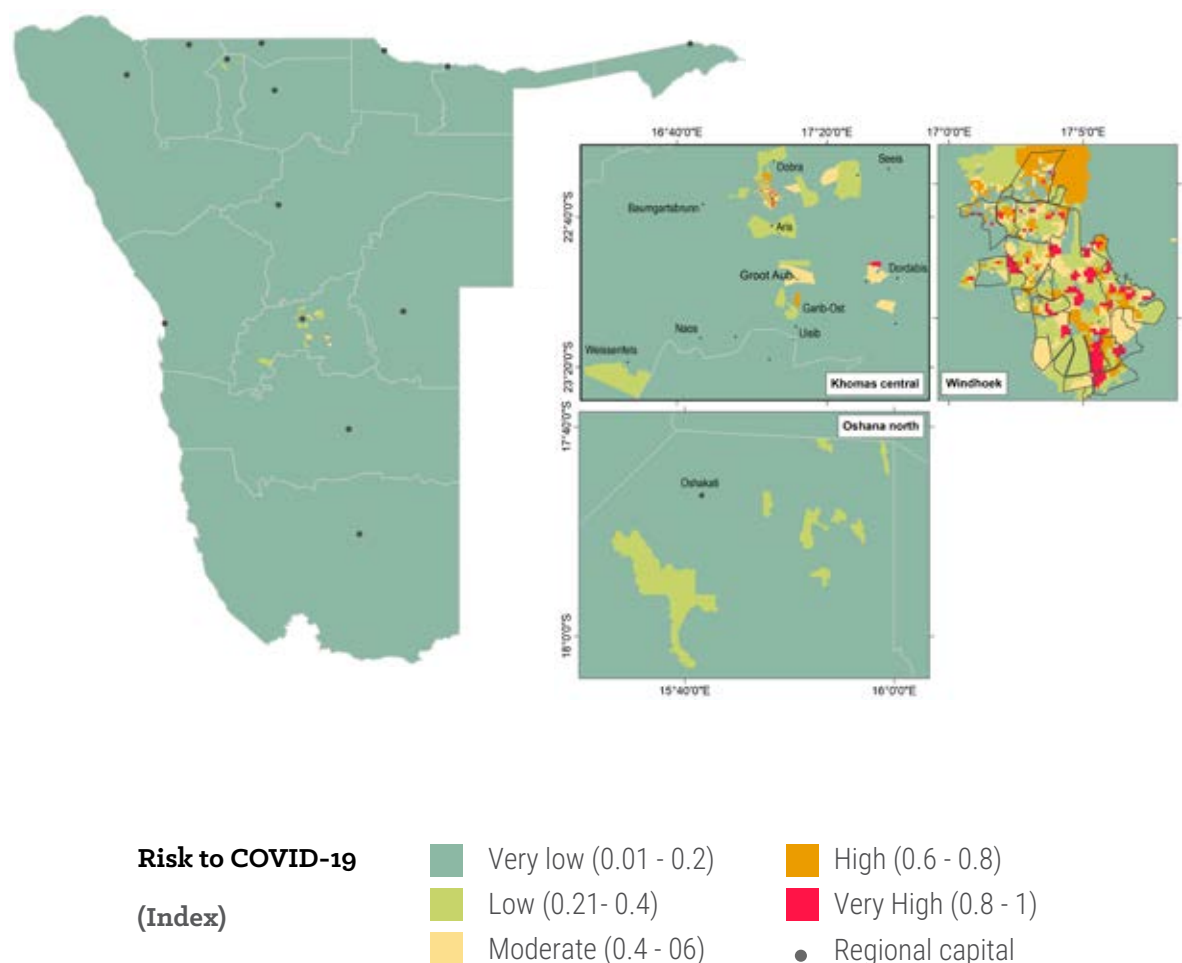 16°40'0"E
17°20'0"E
17°0'0"E
17°5'0"E
22°40'0"S
23°20'0"S
Dobra
Seeis
Baumgartsbrunn
Aris
Groot Aub
Dordabis
Garib-Ost
Naos
Uieib
Weissenfels
Khomas central
Windhoek
17°40'0"S
Oshana north
Oshakati
18°0'0"S
15°40'0"E
16°0'0"E
Risk to COVID-19
(Index)
Very low (0.01 - 0.2)
Low (0.21- 0.4)
Moderate (0.4 - 06)
High (0.6 - 0.8)
Very High (0.8 - 1)
Regional capital